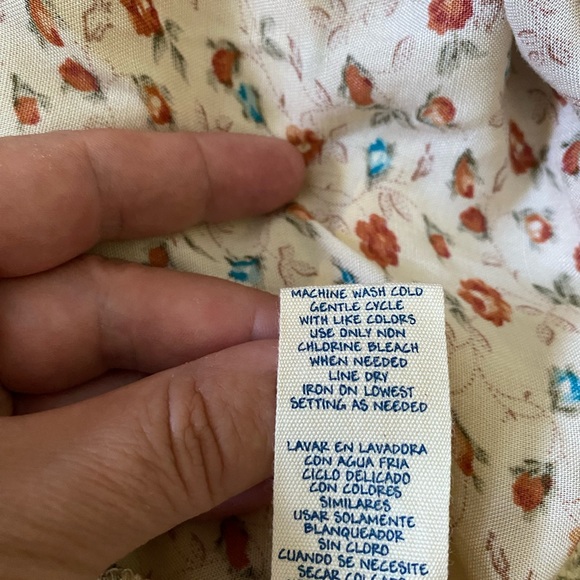 MACHINE WASH COLD
GENTLE CYCLE
WITH LIKE COLORS
USE ONLY NON
CHLORINE BLEACH
WHEN NEEDED
LINE DRY
IRON ON LOWEST
SETTING AS NEEDED
LAVAR EN LAVADORA
CON AGUA FRIA
CICLO DELICADO
CON COLORES
SIMILARES
USAR SOLAMENTE
BLANQUEADOR
SIN CLORO
CUANDO SE NECESITE
SECAR COLGADO